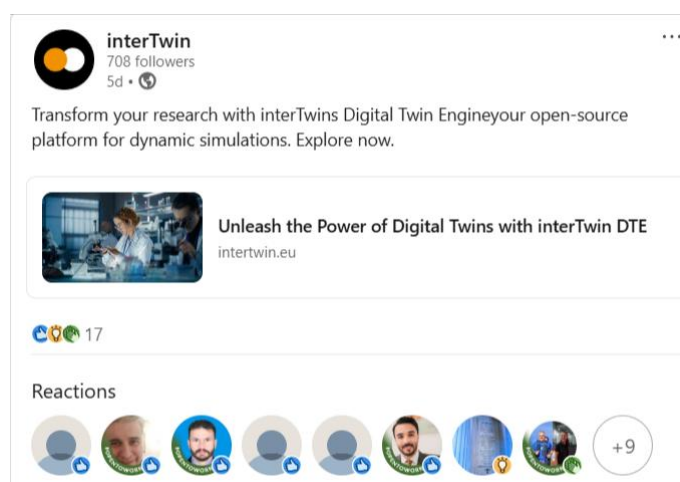 interTwin
708 followers
5d •
Transform your research with interTwins Digital Twin Engineyour open-source
platform for dynamic simulations. Explore now.
Unleash the Power of Digital Twins with interTwin DTE
intertwin.eu
17
Reactions
+9